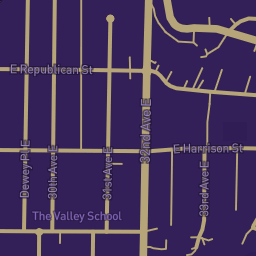 E Republican St
32nd Ave E
E Harrison St
Dewey Pl E
30th Ave E
31st Ave E
33rd Ave E
The Valley School